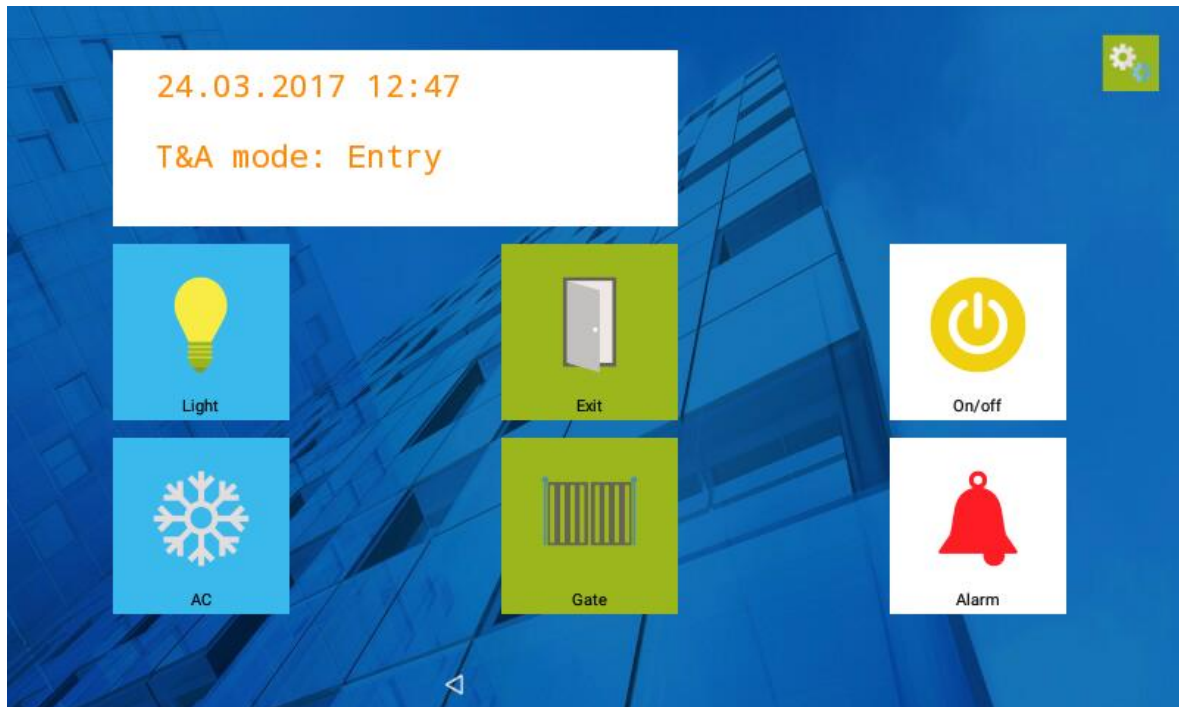 24.03.2017 12:47
T&A mode: Entry
Light
Exit
On/off
AC
Gate
Alarm